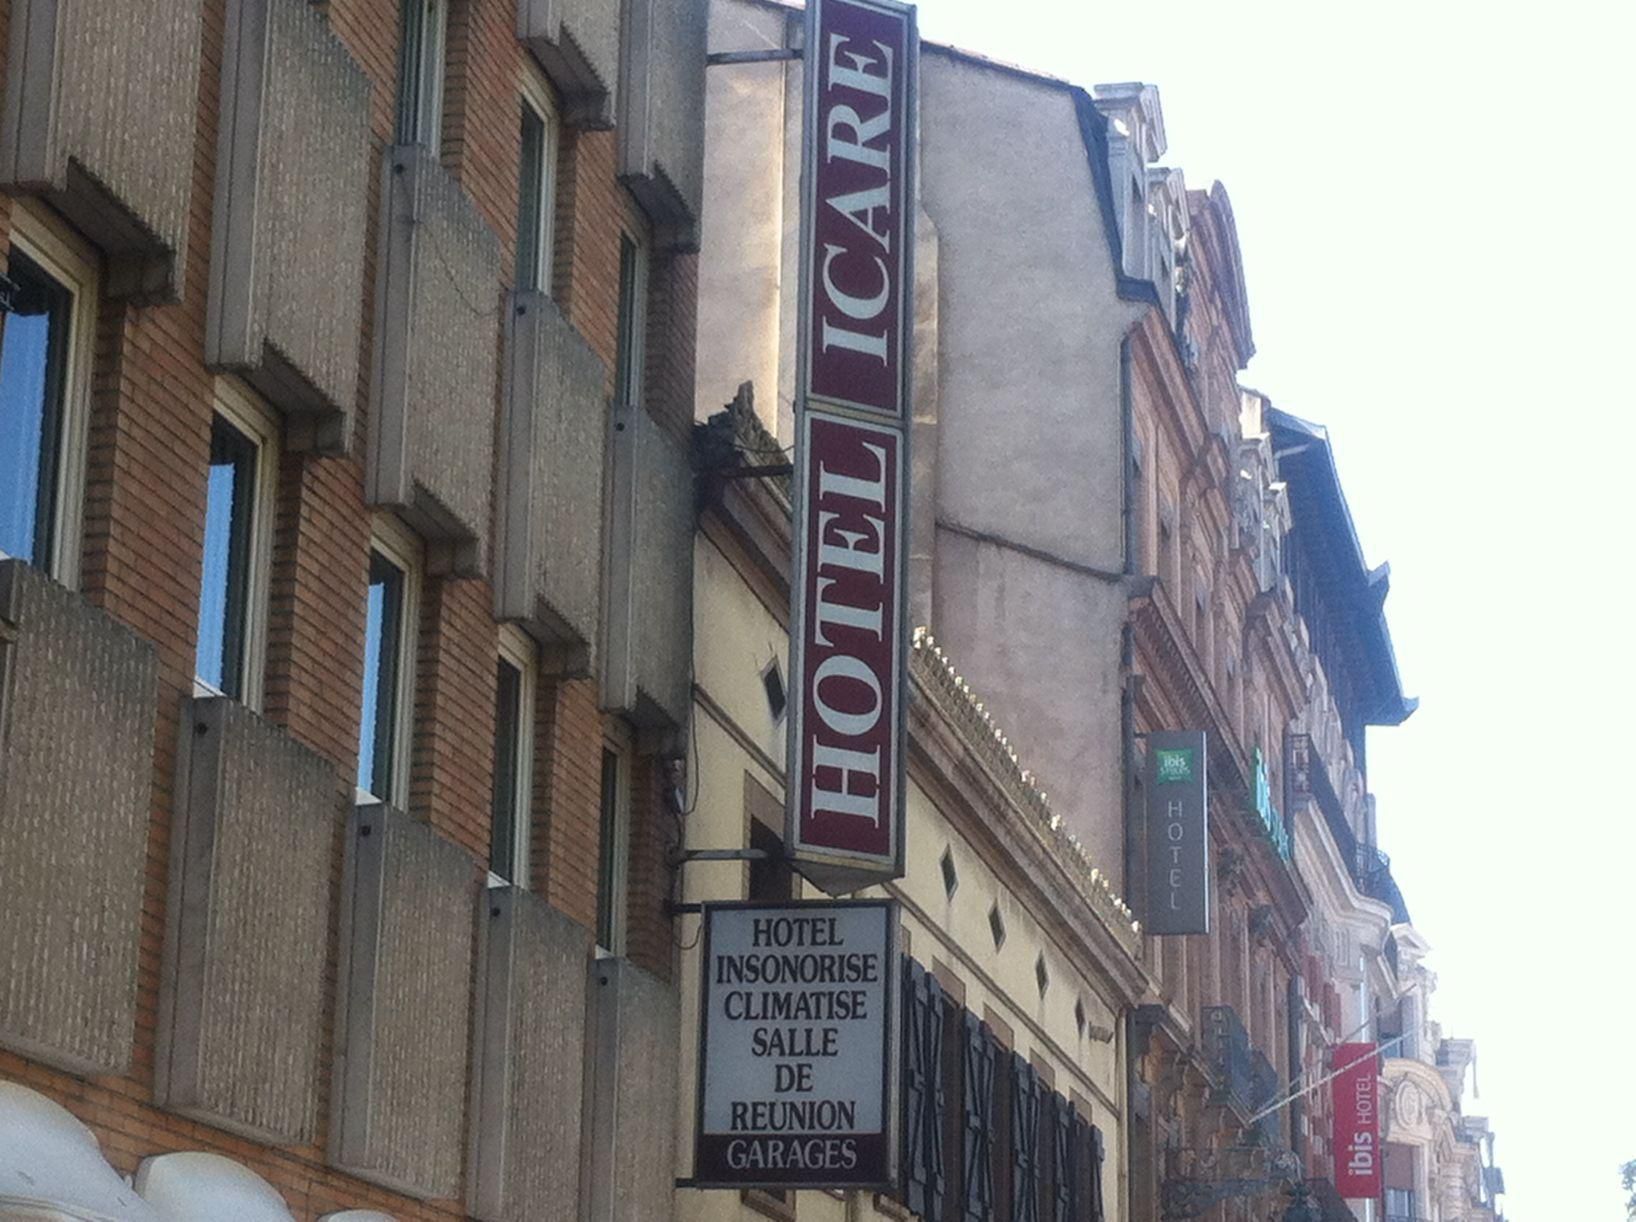 HOTEL ICARE
HOTEL
INSONORISE
CLIMATISE
SALLE
DE
REUNION
GARAGES
ibis
STYLES
HOTEL
ibis HOTEL